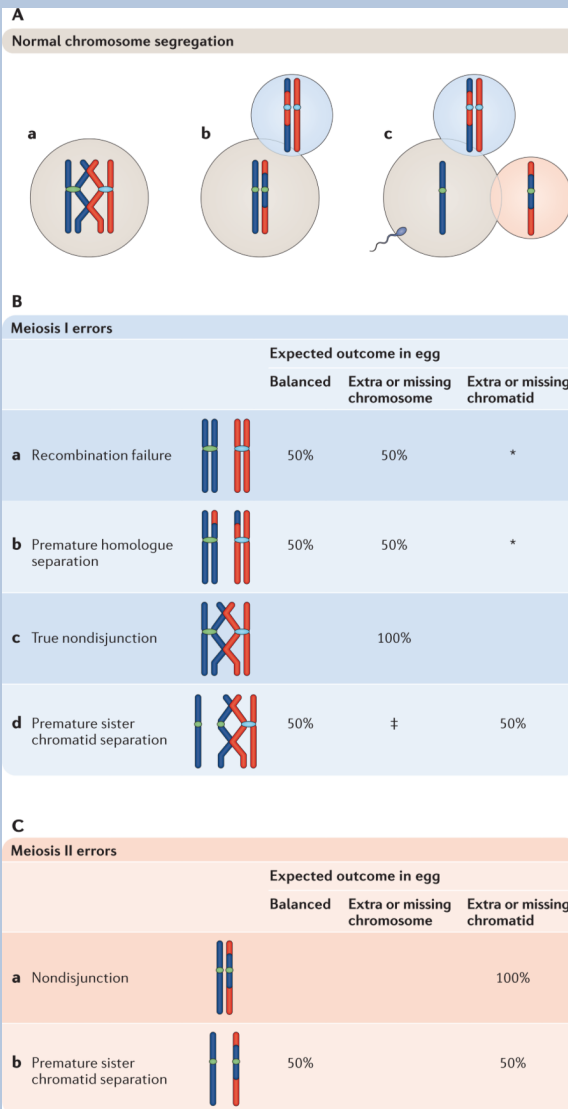 A
Normal chromosome segregation
a
b
c
B
Meiosis I errors
Expected outcome in egg
Balanced
Extra or missing
chromosome
Extra or missing
chromatid
a Recombination failure
50%
50%
*
b Premature homologue
separation
50%
50%
*
c True nondisjunction
100%
d Premature sister
chromatid separation
50%
‡
50%
C
Meiosis II errors
Expected outcome in egg
Balanced
Extra or missing
chromosome
Extra or missing
chromatid
a Nondisjunction
100%
b Premature sister
chromatid separation
50%
50%